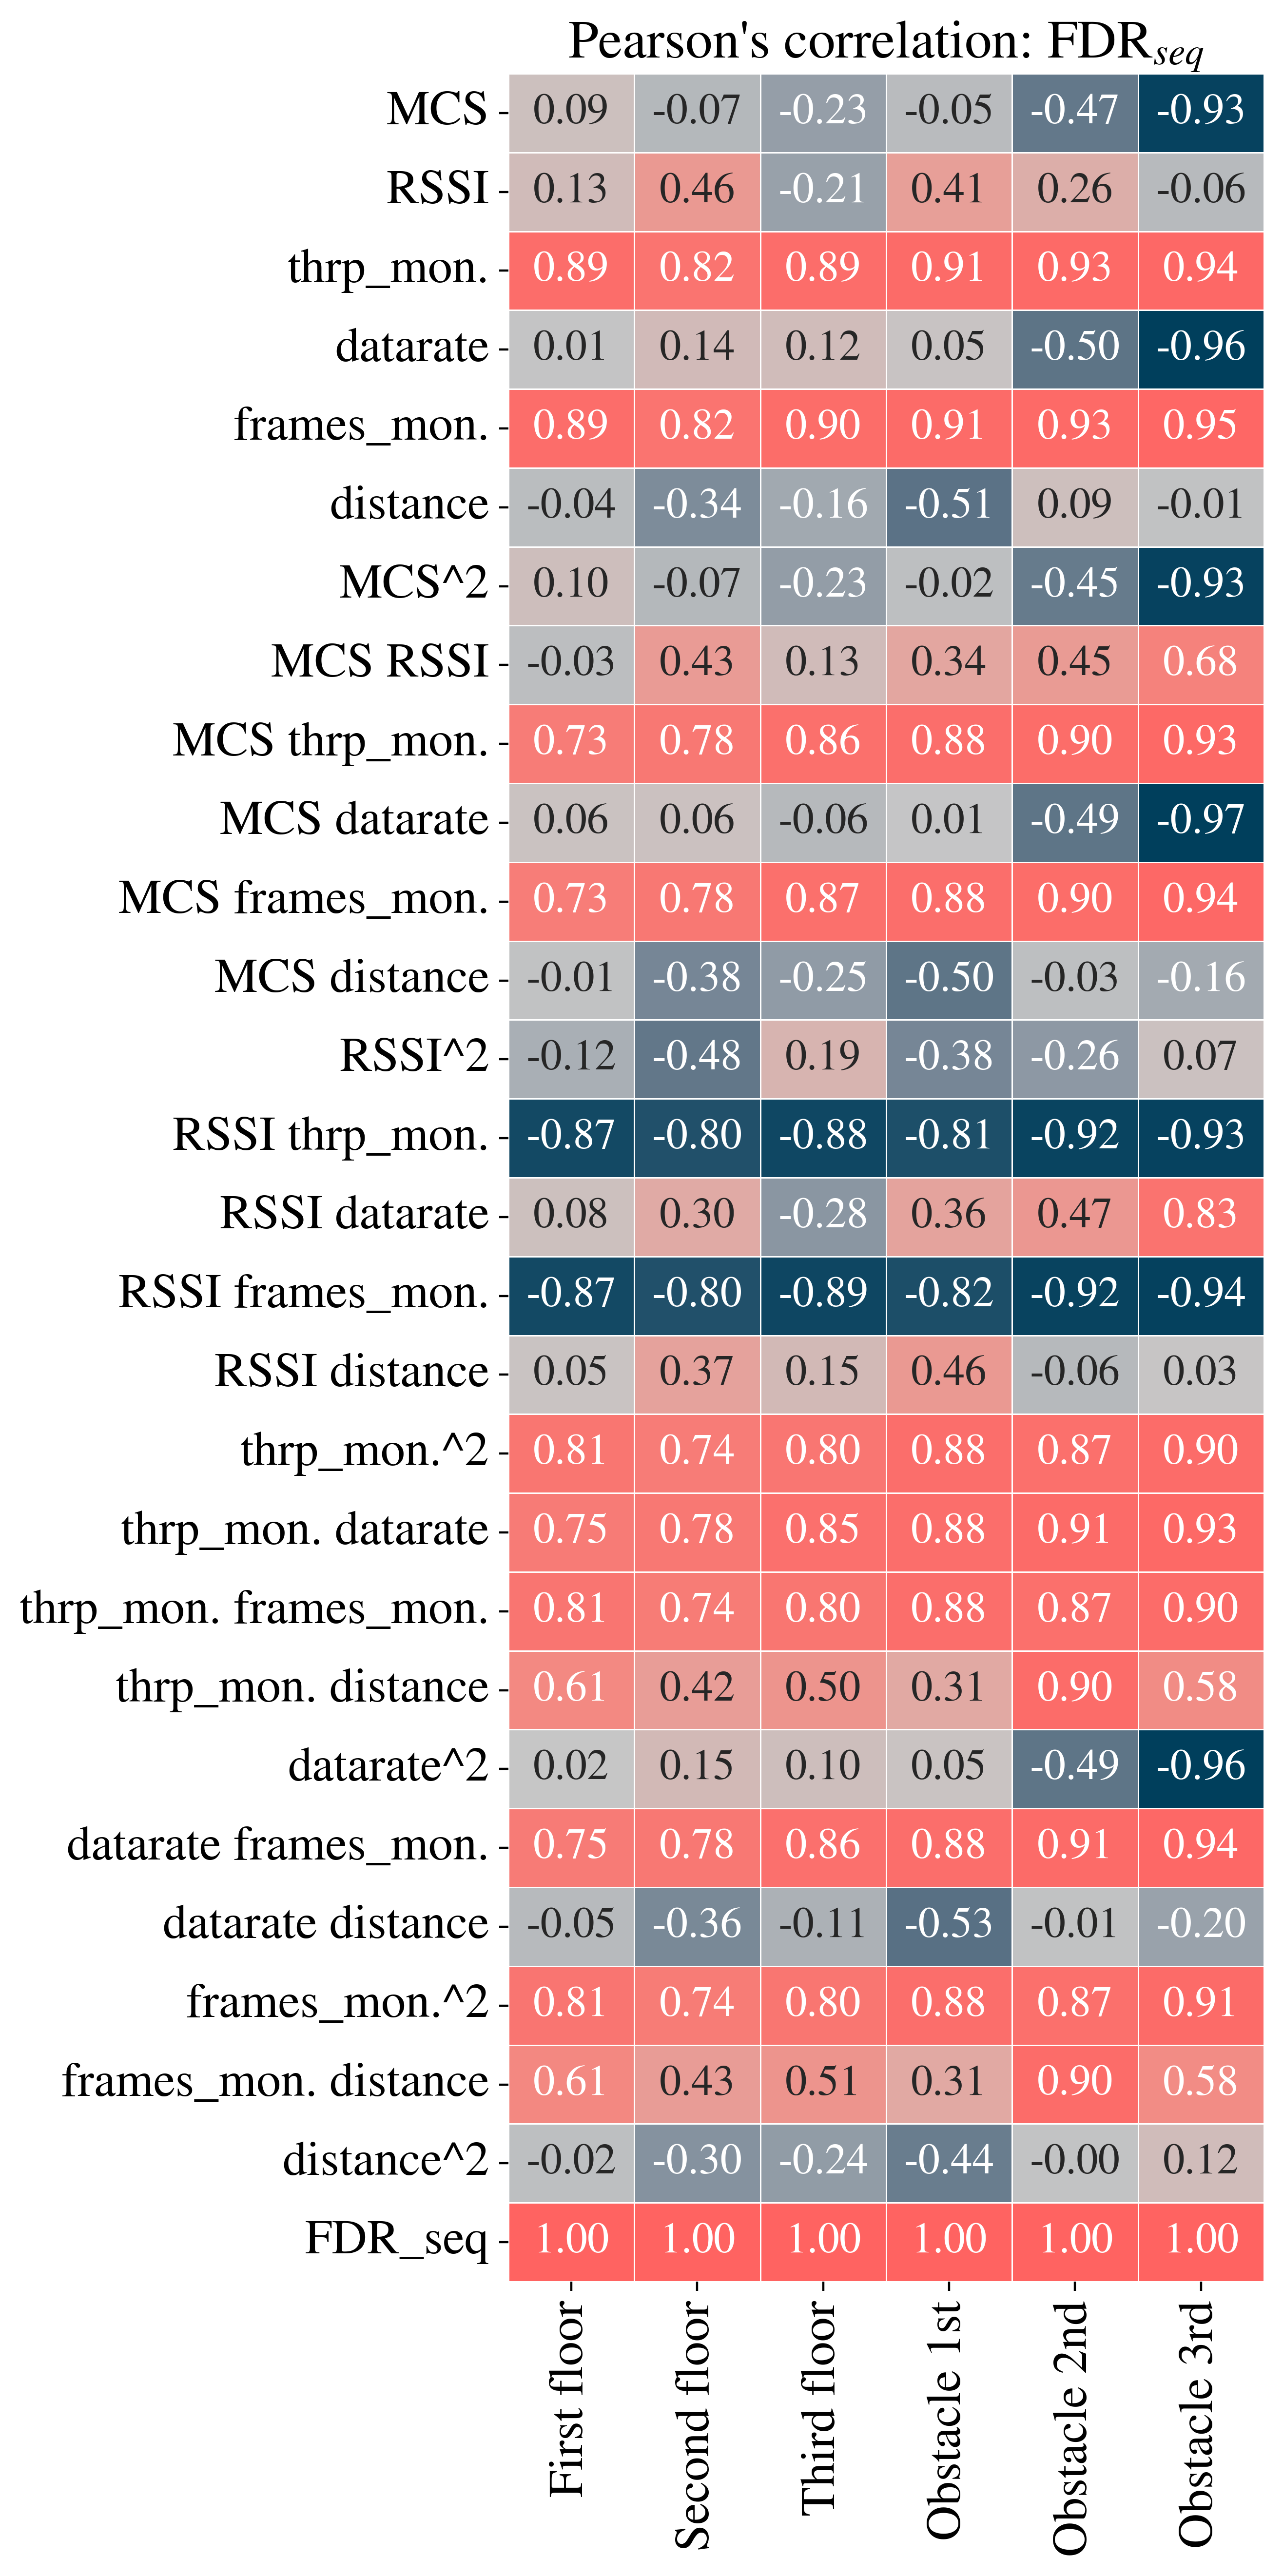 Pearson's correlation: FDR_seq
MCS 0.09 -0.07 -0.23 -0.05 -0.47 -0.93
RSSI 0.13 0.46 -0.21 0.41 0.26 -0.06
thrp_mon. 0.89 0.82 0.89 0.91 0.93 0.94
datarate 0.01 0.14 0.12 0.05 -0.50 -0.96
frames_mon. 0.89 0.82 0.90 0.91 0.93 0.95
distance -0.04 -0.34 -0.16 -0.51 0.09 -0.01
MCS^2 0.10 -0.07 -0.23 -0.02 -0.45 -0.93
MCS RSSI -0.03 0.43 0.13 0.34 0.45 0.68
MCS thrp_mon. 0.73 0.78 0.86 0.88 0.90 0.93
MCS datarate 0.06 0.06 -0.06 0.01 -0.49 -0.97
MCS frames_mon. 0.73 0.78 0.87 0.88 0.90 0.94
MCS distance -0.01 -0.38 -0.25 -0.50 -0.03 -0.16
RSSI^2 -0.12 -0.48 0.19 -0.38 -0.26 0.07
RSSI thrp_mon. -0.87 -0.80 -0.88 -0.81 -0.92 -0.93
RSSI datarate 0.08 0.30 -0.28 0.36 0.47 0.83
RSSI frames_mon. -0.87 -0.80 -0.89 -0.82 -0.92 -0.94
RSSI distance 0.05 0.37 0.15 0.46 -0.06 0.03
thrp_mon.^2 0.81 0.74 0.80 0.88 0.87 0.90
thrp_mon. datarate 0.75 0.78 0.85 0.88 0.91 0.93
thrp_mon. frames_mon. 0.81 0.74 0.80 0.88 0.87 0.90
thrp_mon. distance 0.61 0.42 0.50 0.31 0.90 0.58
datarate^2 0.02 0.15 0.10 0.05 -0.49 -0.96
datarate frames_mon. 0.75 0.78 0.86 0.88 0.91 0.94
datarate distance -0.05 -0.36 -0.11 -0.53 -0.01 -0.20
frames_mon.^2 0.81 0.74 0.80 0.88 0.87 0.91
frames_mon. distance 0.61 0.43 0.51 0.31 0.90 0.58
distance^2 -0.02 -0.30 -0.24 -0.44 -0.00 0.12
FDR_seq 1.00 1.00 1.00 1.00 1.00 1.00
First floor
Second floor
Third floor
Obstacle 1st
Obstacle 2nd
Obstacle 3rd